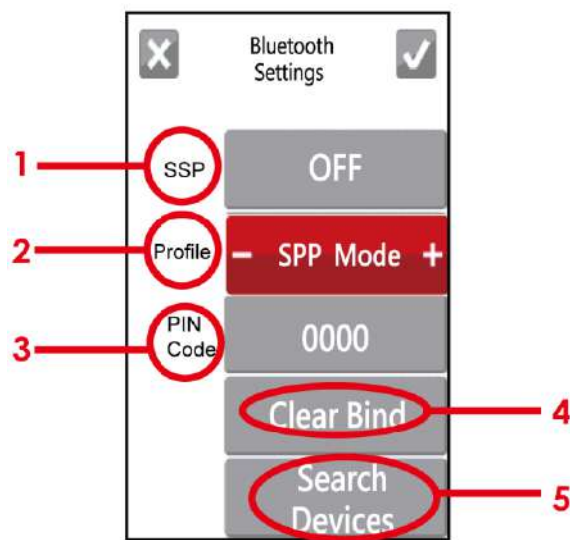 Bluetooth
Settings
1
SSP
OFF
2
Profile
- SPP Mode +
3
PIN
Code
0000
Clear Bind
4
Search
Devices
5